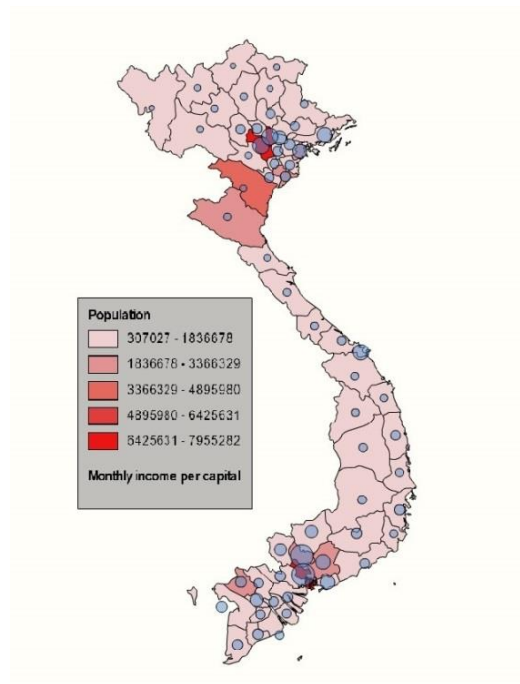 Population
307027 - 1836678
1836678 - 3366329
3366329 - 4895980
4895980 - 6425631
6425631 - 7955282
Monthly income per capital